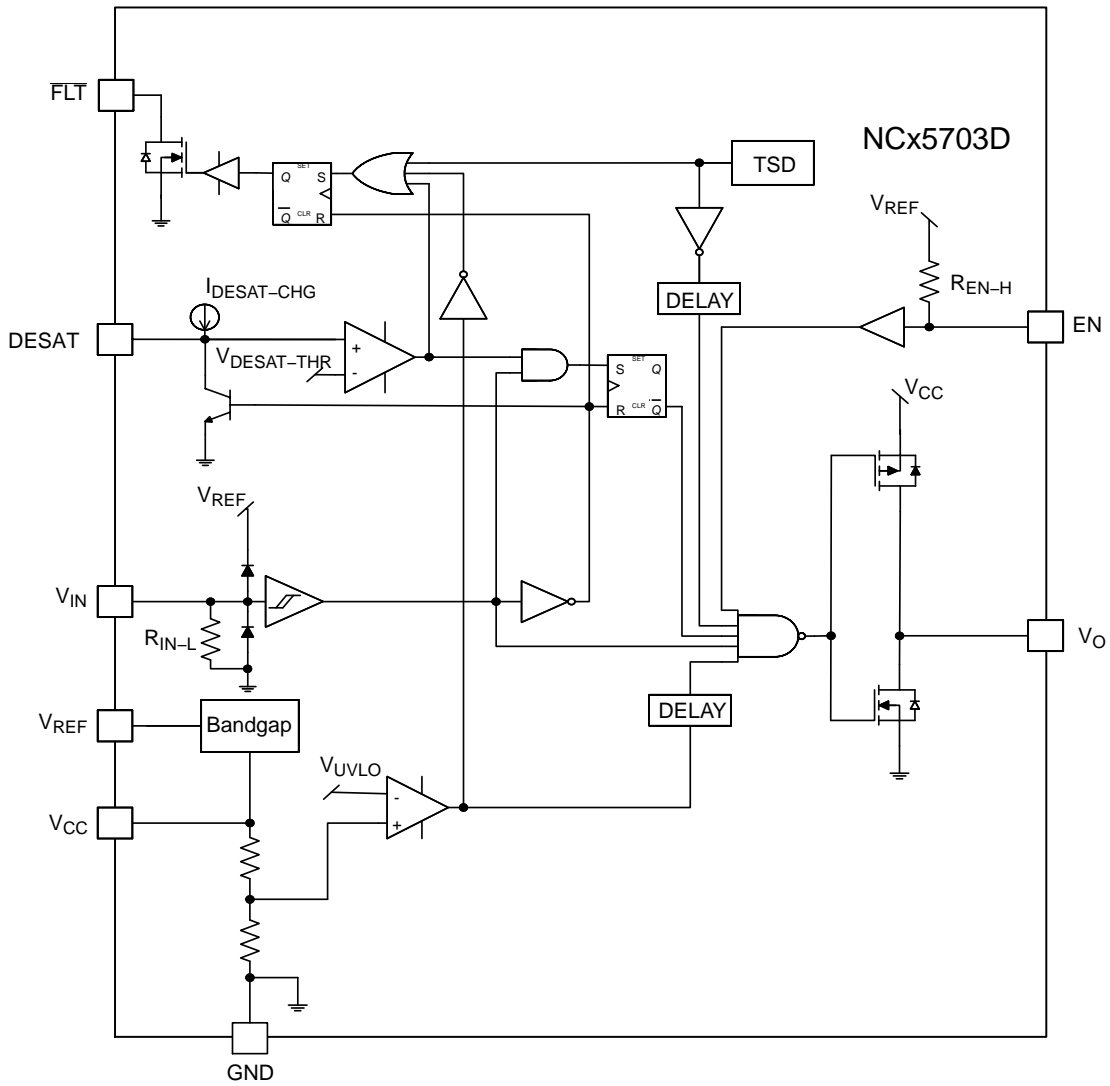 FLT
NCx5703D
TSD
SET
Q S
Q CLR R
VREF
REN−H
EN
DELAY
IDESAT−CHG
DESAT
VDESAT−THR
+
-
SET
S Q
R CLR Q
VCC
VREF
VIN
RIN−L
VO
VREF
Bandgap
DELAY
VUVLO
-
+
VCC
GND